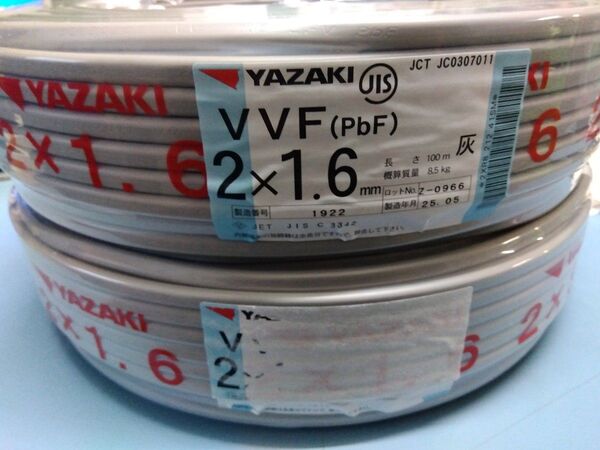 YAZAKI JIS JCT JC0307011
VVF(PbF)
2×1.6mm
長さ 100m 灰
概算質量 8.5kg
ロットNo. Z-0966
製造番号 1922 製造年月 25.05
JET JIS C 3342
2×1.6
6
YAZAKI
2×1.6
YAZAKI
V
2
6
2×